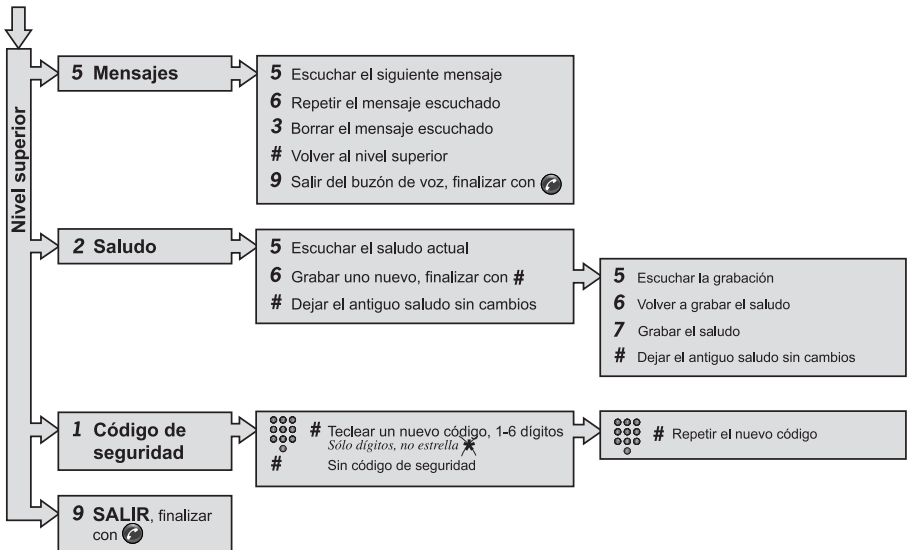 Nivel superior
5 Mensajes
5 Escuchar el siguiente mensaje
6 Repetir el mensaje escuchado
3 Borrar el mensaje escuchado
# Volver al nivel superior
9 Salir del buzón de voz, finalizar con
2 Saludo
5 Escuchar el saludo actual
6 Grabar uno nuevo, finalizar con #
# Dejar el antiguo saludo sin cambios
5 Escuchar la grabación
6 Volver a grabar el saludo
7 Grabar el saludo
# Dejar el antiguo saludo sin cambios
1 Código de
seguridad
# Teclear un nuevo código, 1-6 dígitos
Sólo dígitos, no estrella *
# Sin código de seguridad
# Repetir el nuevo código
9 SALIR, finalizar
con